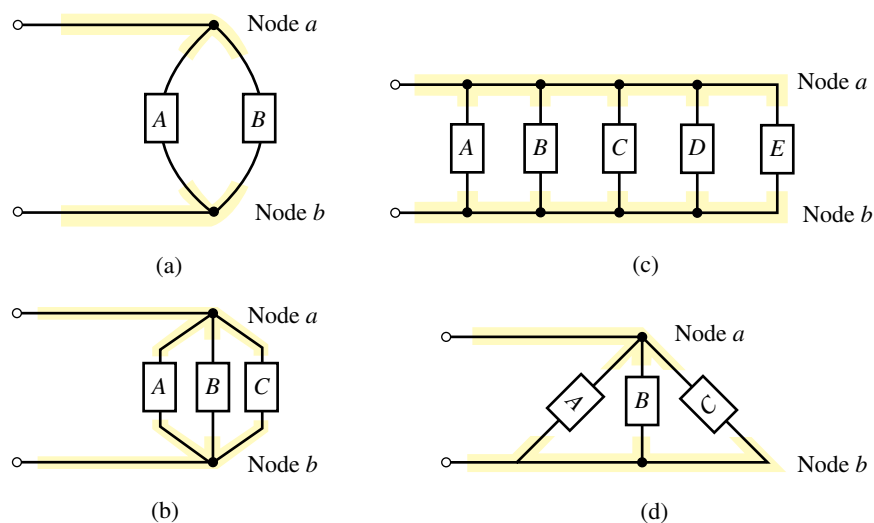 Node a
A B
Node b
(a)
Node a
A B C D E
Node b
(c)
Node a
A B C
Node b
(b)
Node a
A B C
Node b
(d)